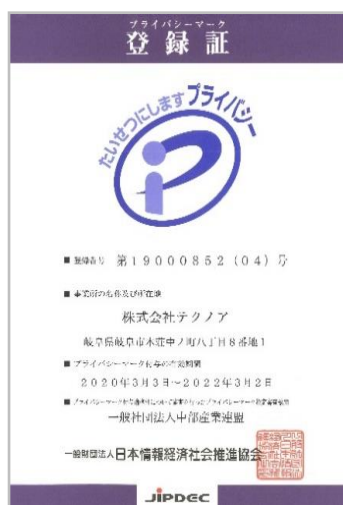 プライバシーマーク
登録証
たいせつにしますプライバシー
■ 登録番号 第19000852(04)号
■ 事業所の名称及び所在地
株式会社テクノア
岐阜県岐阜市本荘中ノ町八丁目8番地1
■ プライバシーマーク付与の有効期間
2020年3月3日~2022年3月2日
一般社団法人中部産業連盟
一般財団法人日本情報経済社会推進協会
JIPDEC